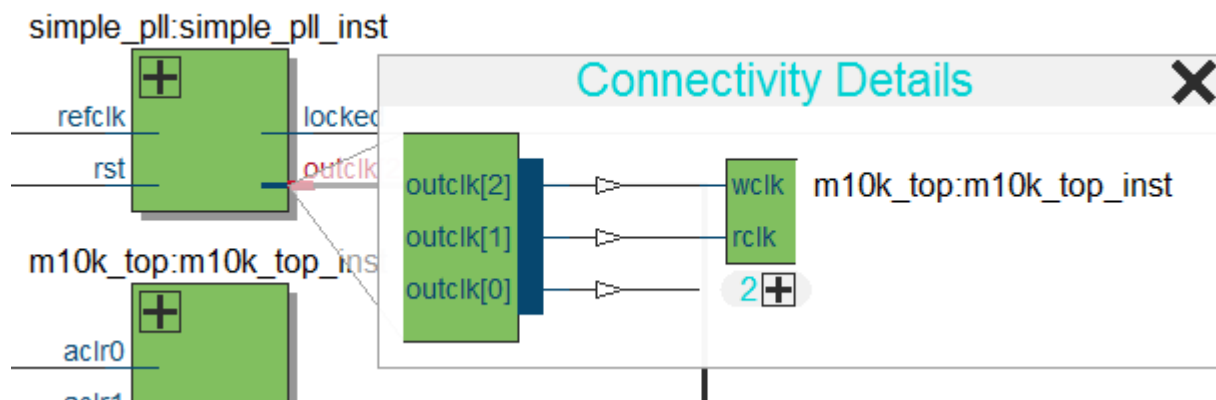 simple_pll:simple_pll_inst
Connectivity Details
refclk
locked
rst
outclk
outclk[2]
wclk
m10k_top:m10k_top_inst
outclk[1]
rclk
m10k_top:m10k_top_ins
outclk[0]
2
aclr0
aclr1